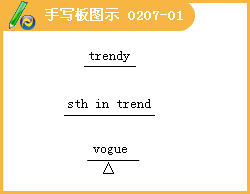 手写板图示 0207-01
trendy
sth in trend
vogue